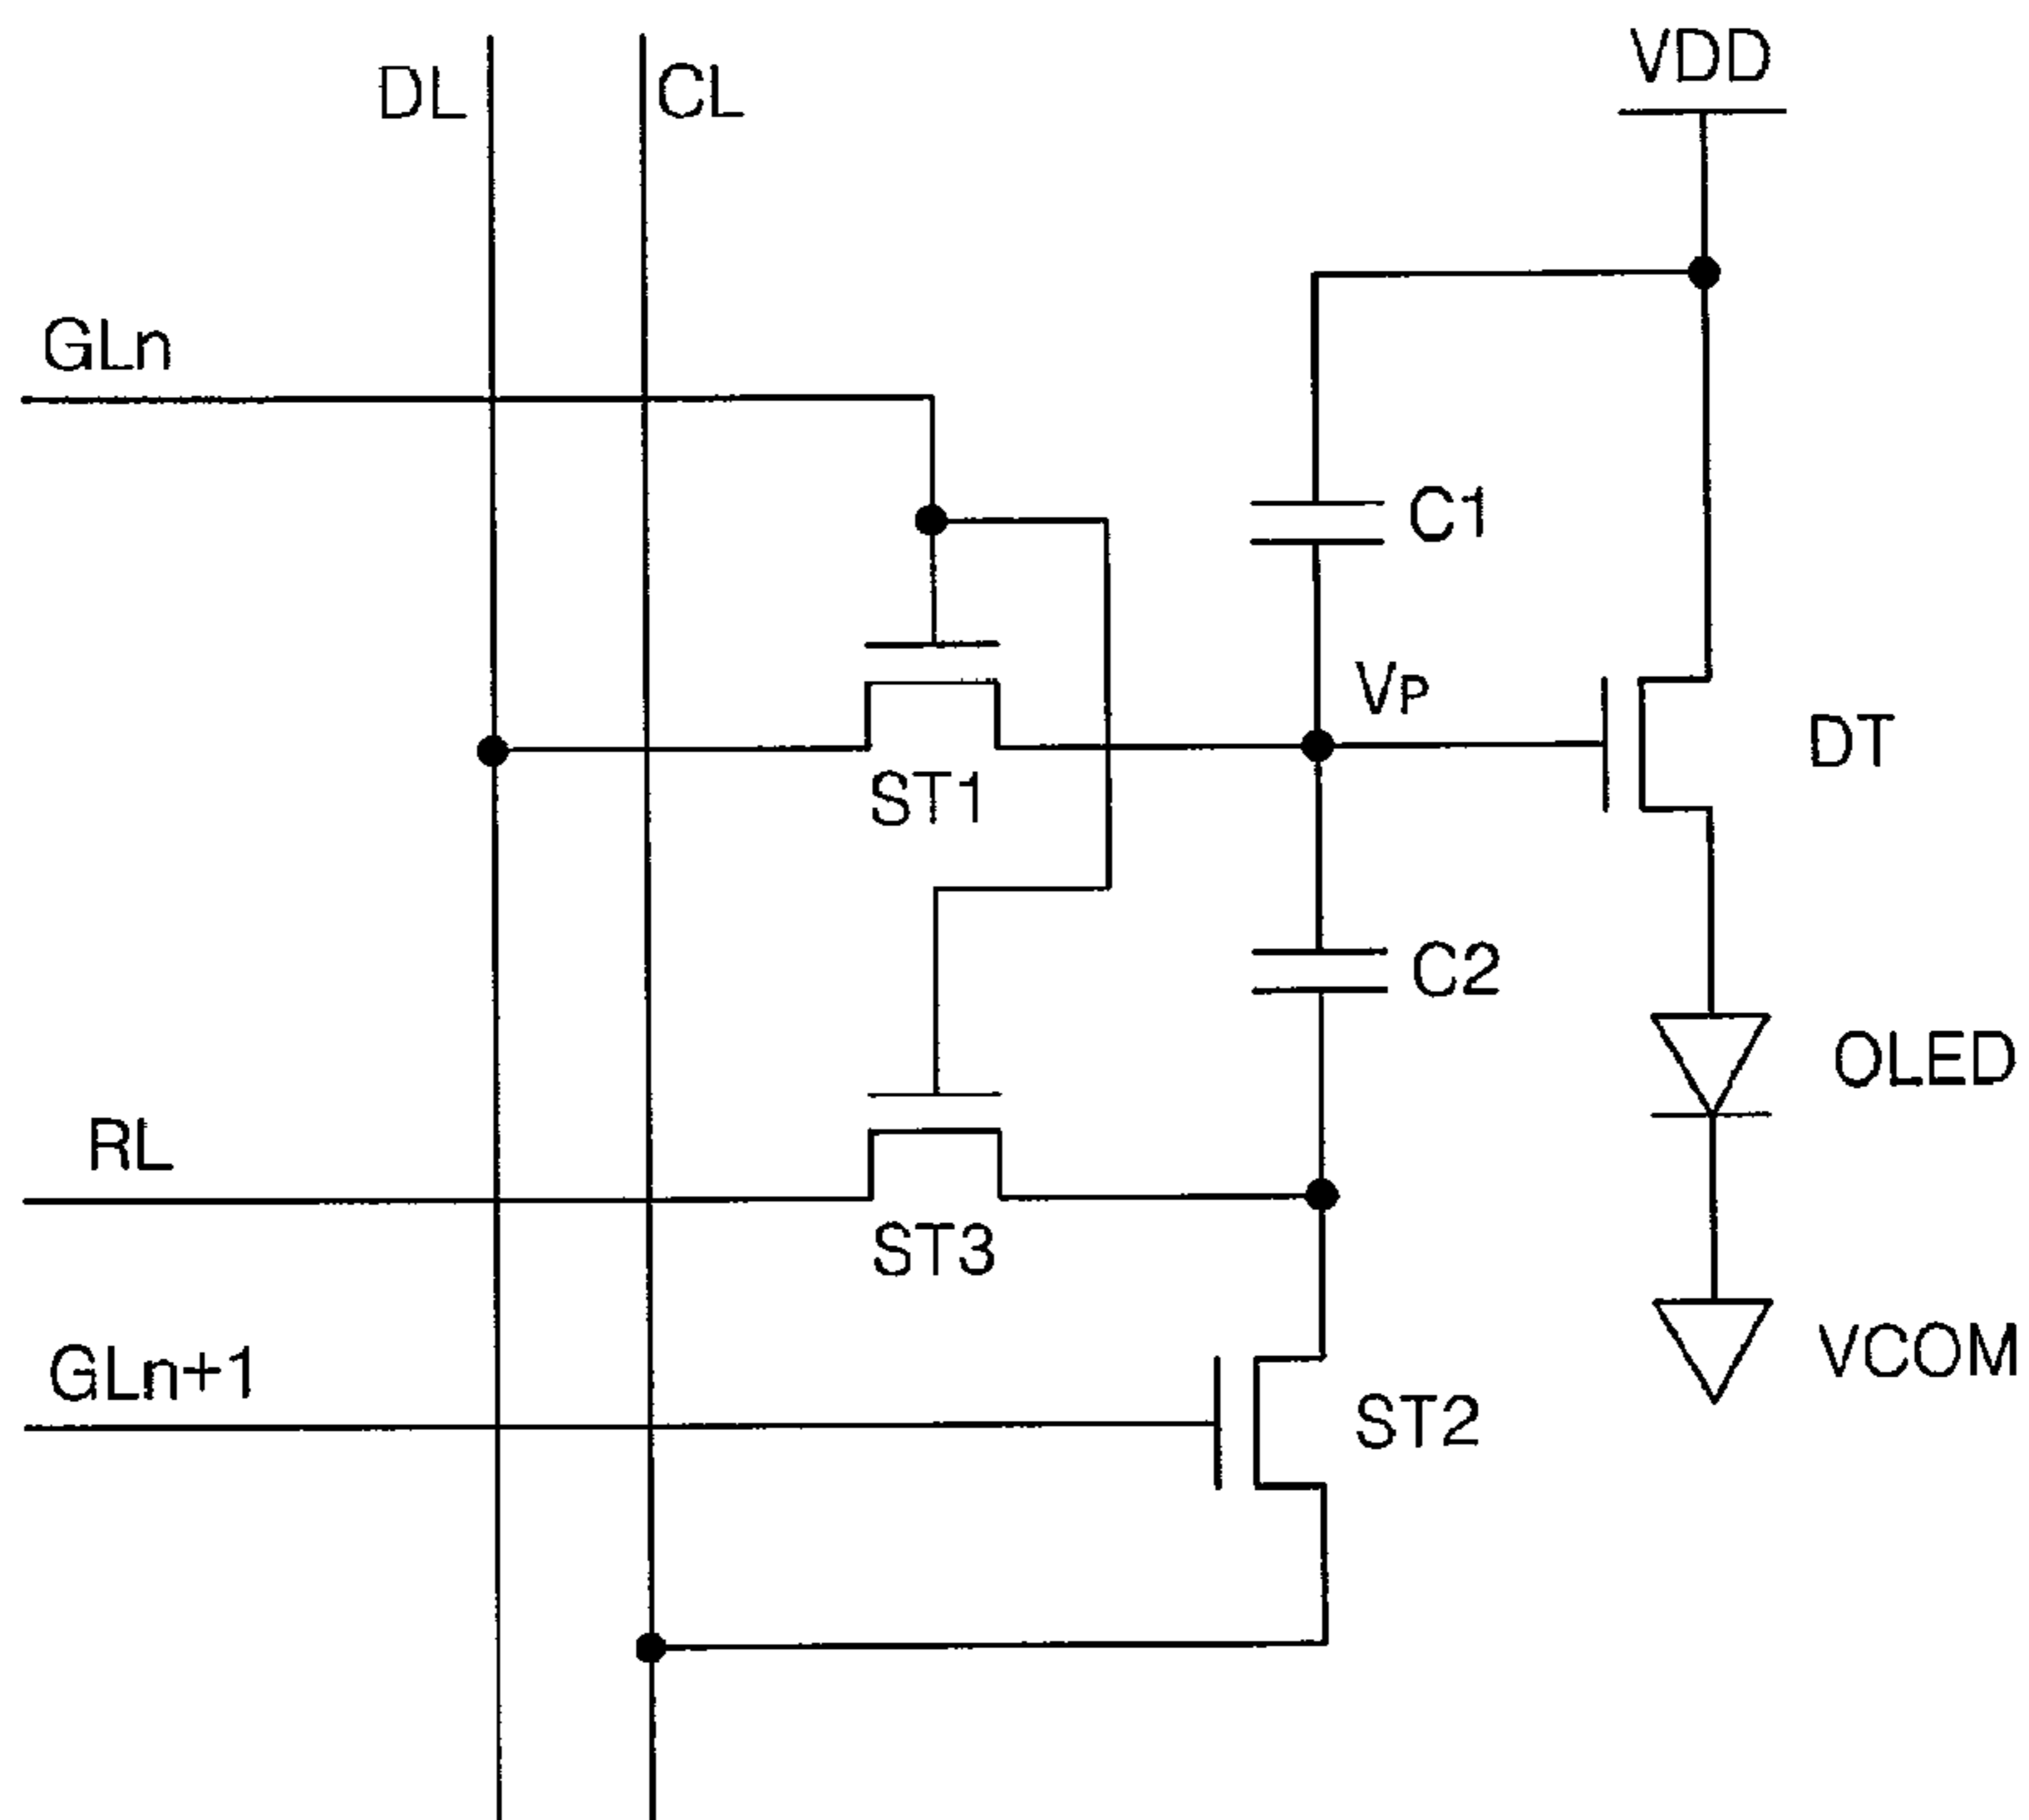 VDD
DL
CL
GLn
C1
VP
DT
ST1
C2
OLED
RL
ST3
GLn+1
VCOM
ST2